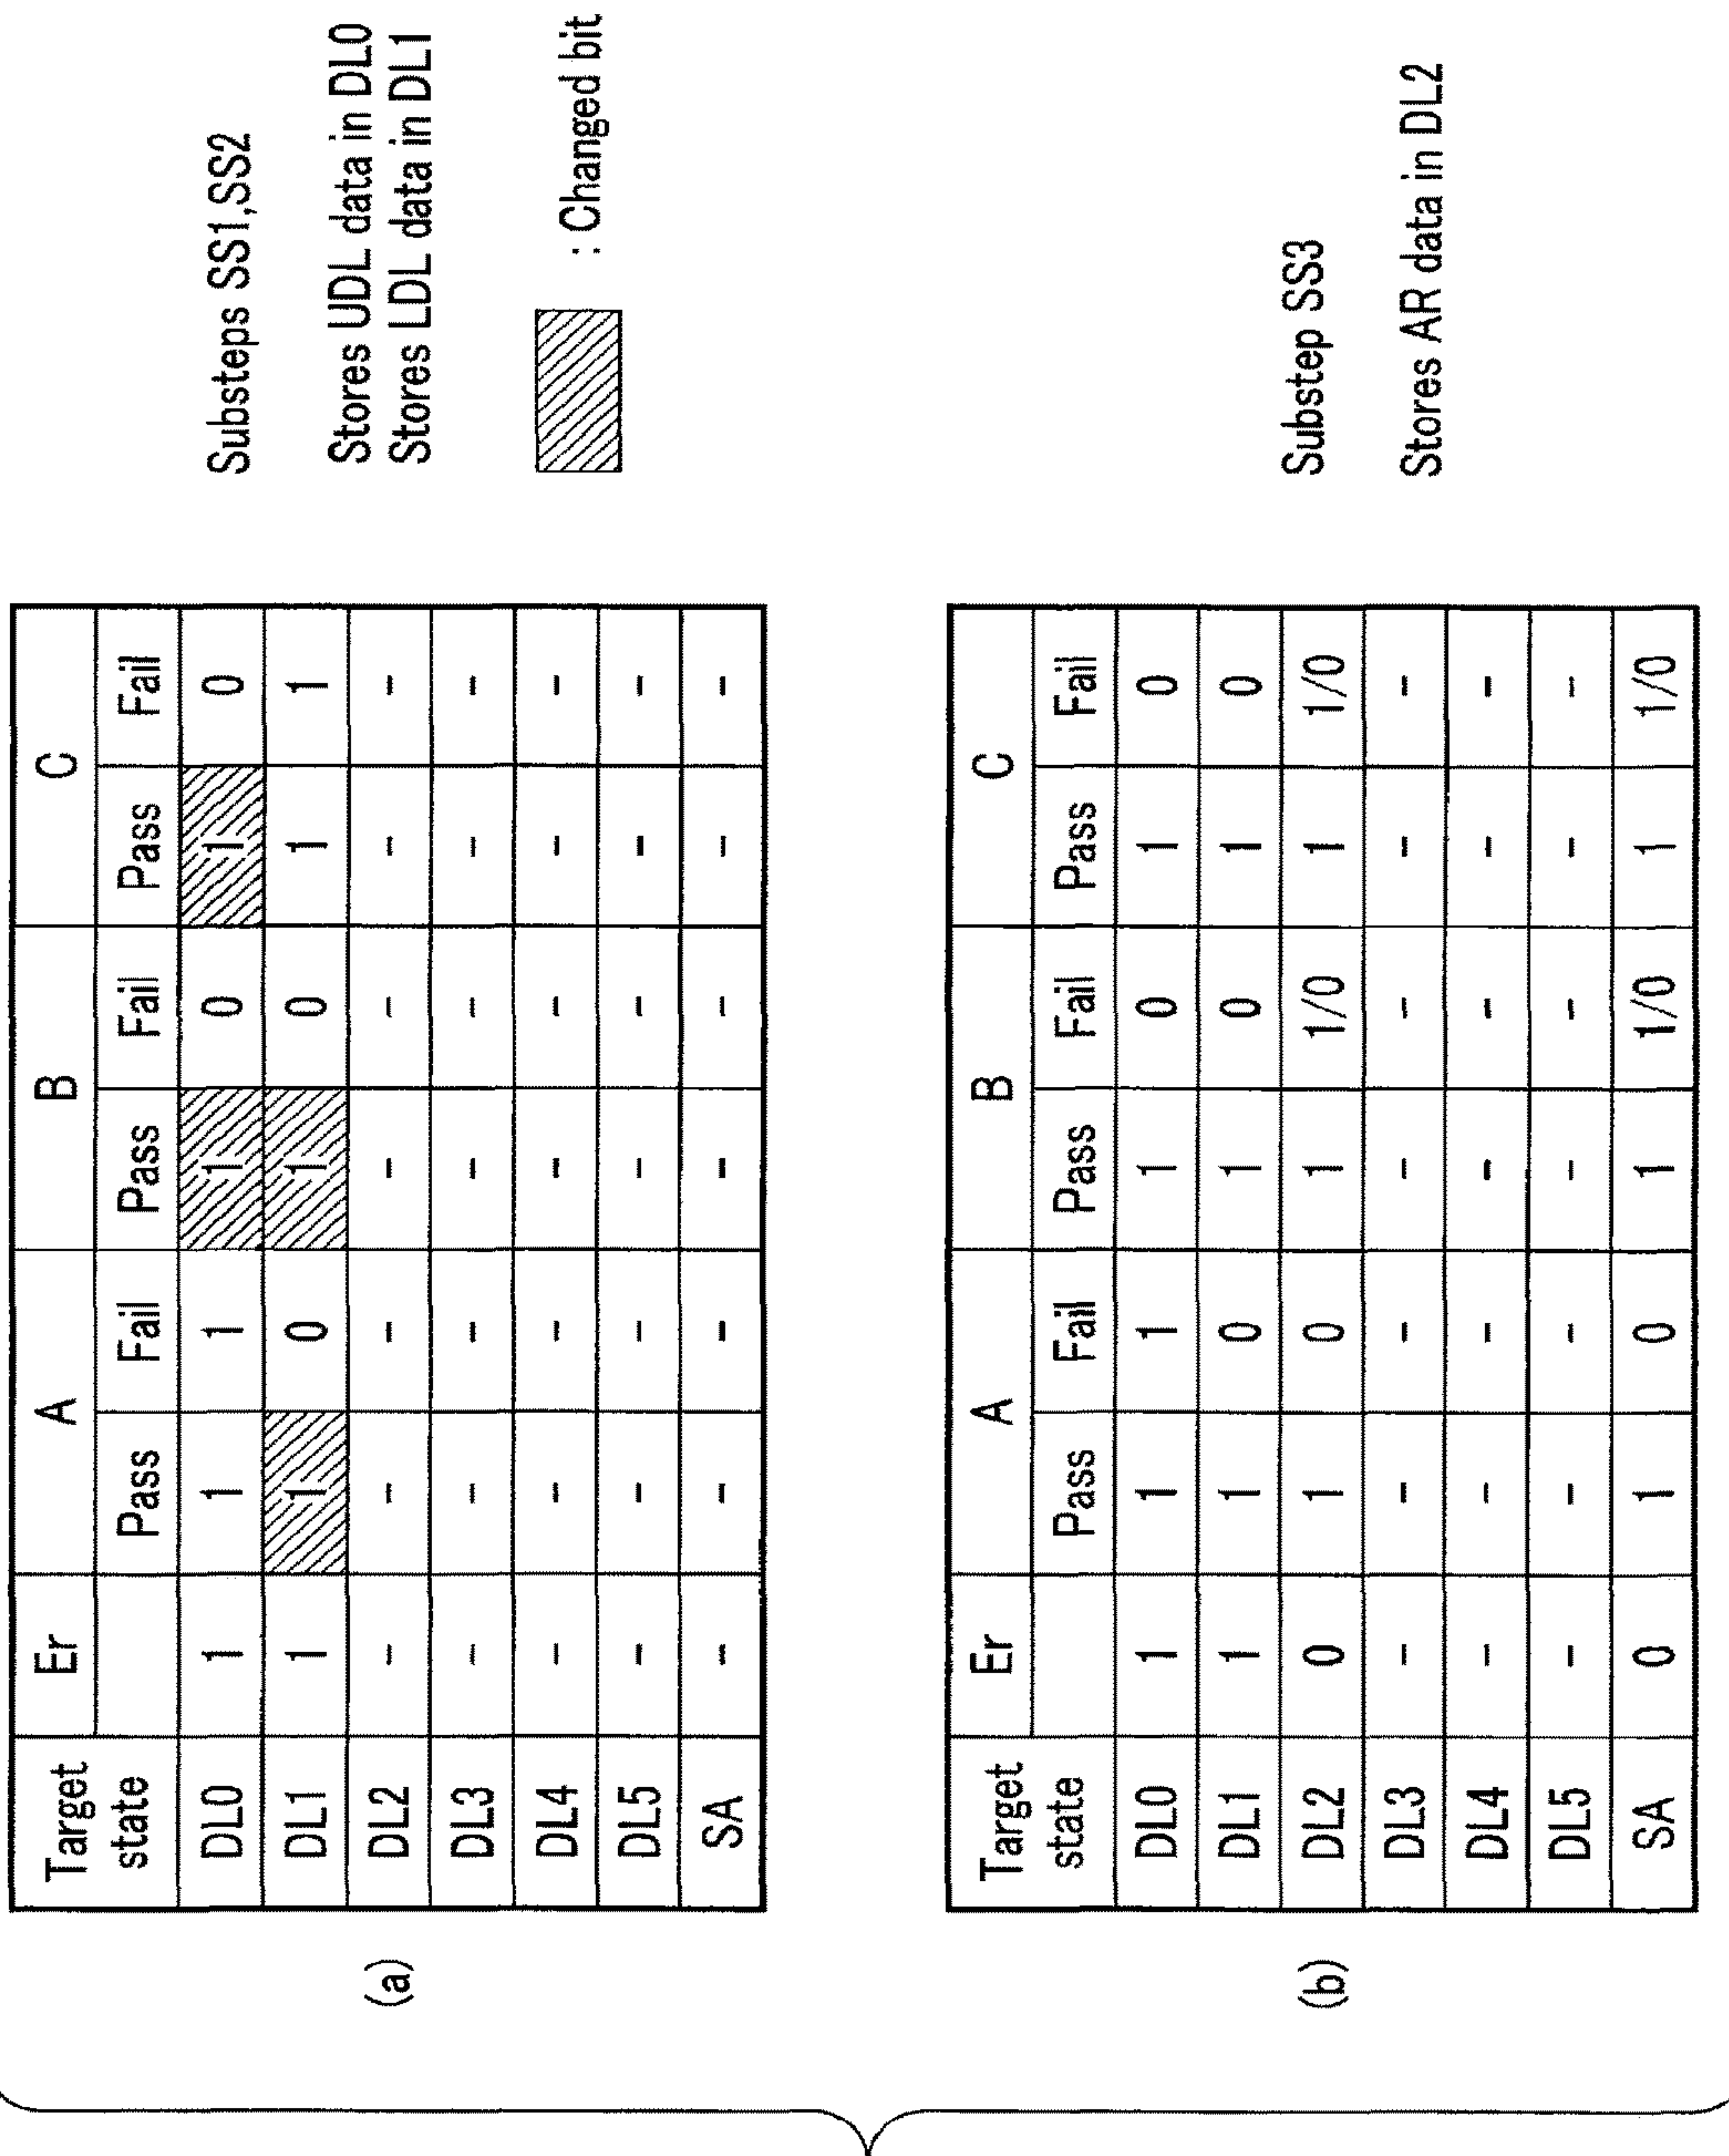 (a)
Target state Er A B C
Pass Fail Pass Fail Pass Fail
DL0 1 1 1 1 0 1 0
DL1 1 1 0 1 0 1 1
DL2 - - - - - - -
DL3 - - - - - - -
DL4 - - - - - - -
DL5 - - - - - - -
SA - - - - - - -
Substeps SS1,SS2
Stores UDL data in DL0
Stores LDL data in DL1
: Changed bit
(b)
Target state Er A B C
Pass Fail Pass Fail Pass Fail
DL0 1 1 1 1 0 1 0
DL1 1 1 0 1 0 1 0
DL2 0 1 0 1 1/0 1 1/0
DL3 - - - - - - -
DL4 - - - - - - -
DL5 - - - - - - -
SA 0 1 0 1 1/0 1 1/0
Substep SS3
Stores AR data in DL2